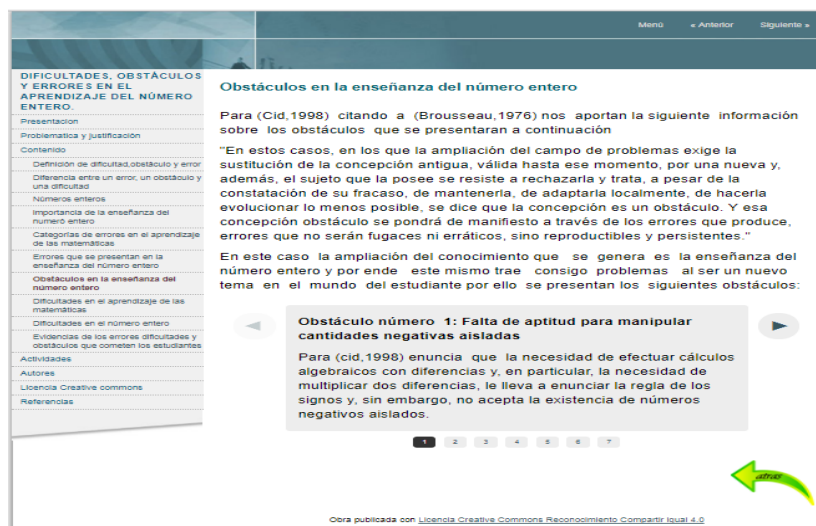 Menú « Anterior Siguiente »
DIFICULTADES, OBSTÁCULOS
Y ERRORES EN EL
APRENDIZAJE DEL NÚMERO
ENTERO.
Presentacion
Problematica y justificación
Contenido
Definición de dificultad,obstáculo y error
Diferencia entre un error, un obstáculo y
una dificultad
Números enteros
Importancia de la enseñanza del
numeró entero
Categorías de errores en el aprendizaje
de las matemáticas
Errores que se presentan en la
enseñanza del número entero
Obstáculos en la enseñanza del
número entero
Dificultades en el aprendizaje de las
matemáticas
Dificultades en el número entero
Evidencias de los errores dificultades y
obstáculos que cometen los estudiantes
Actividades
Autores
Licencia Creative commons
Referencias
Obstáculos en la enseñanza del número entero
Para (Cid,1998) citando a (Brousseau,1976) nos aportan la siguiente información
sobre los obstáculos que se presentaran a continuación
"En estos casos, en los que la ampliación del campo de problemas exige la
sustitución de la concepción antigua, válida hasta ese momento, por una nueva y,
además, el sujeto que la posee se resiste a rechazarla y trata, a pesar de la
constatación de su fracaso, de mantenerla, de adaptarla localmente, de hacerla
evolucionar lo menos posible, se dice que la concepción es un obstáculo. Y esa
concepción obstáculo se pondrá de manifiesto a través de los errores que produce,
errores que no serán fugaces ni erráticos, sino reproductibles y persistentes."
En este caso la ampliación del conocimiento que se genera es la enseñanza del
número entero y por ende este mismo trae consigo problemas al ser un nuevo
tema en el mundo del estudiante por ello se presentan los siguientes obstáculos:
Obstáculo número 1: Falta de aptitud para manipular
cantidades negativas aisladas
Para (cid,1998) enuncia que la necesidad de efectuar cálculos
algebraicos con diferencias y, en particular, la necesidad de
multiplicar dos diferencias, le lleva a enunciar la regla de los
signos y, sin embargo, no acepta la existencia de números
negativos aislados.
1 2 3 4 5 6 7
atras
Obra publicada con Licencia Creative Commons Reconocimiento Compartir igual 4.0